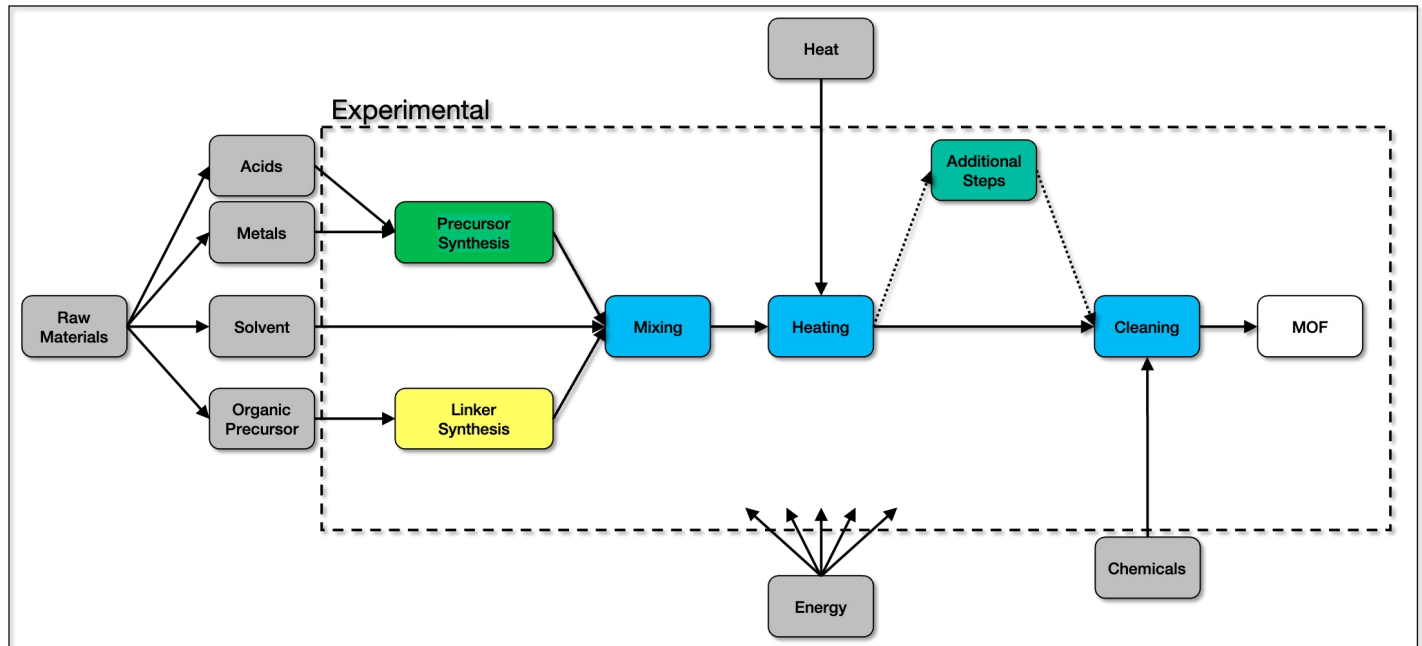 Heat
Experimental
Acids
Additional
Steps
Metals
Precursor
Synthesis
Raw
Materials
Solvent
Mixing
Heating
Cleaning
MOF
Organic
Precursor
Linker
Synthesis
Chemicals
Energy